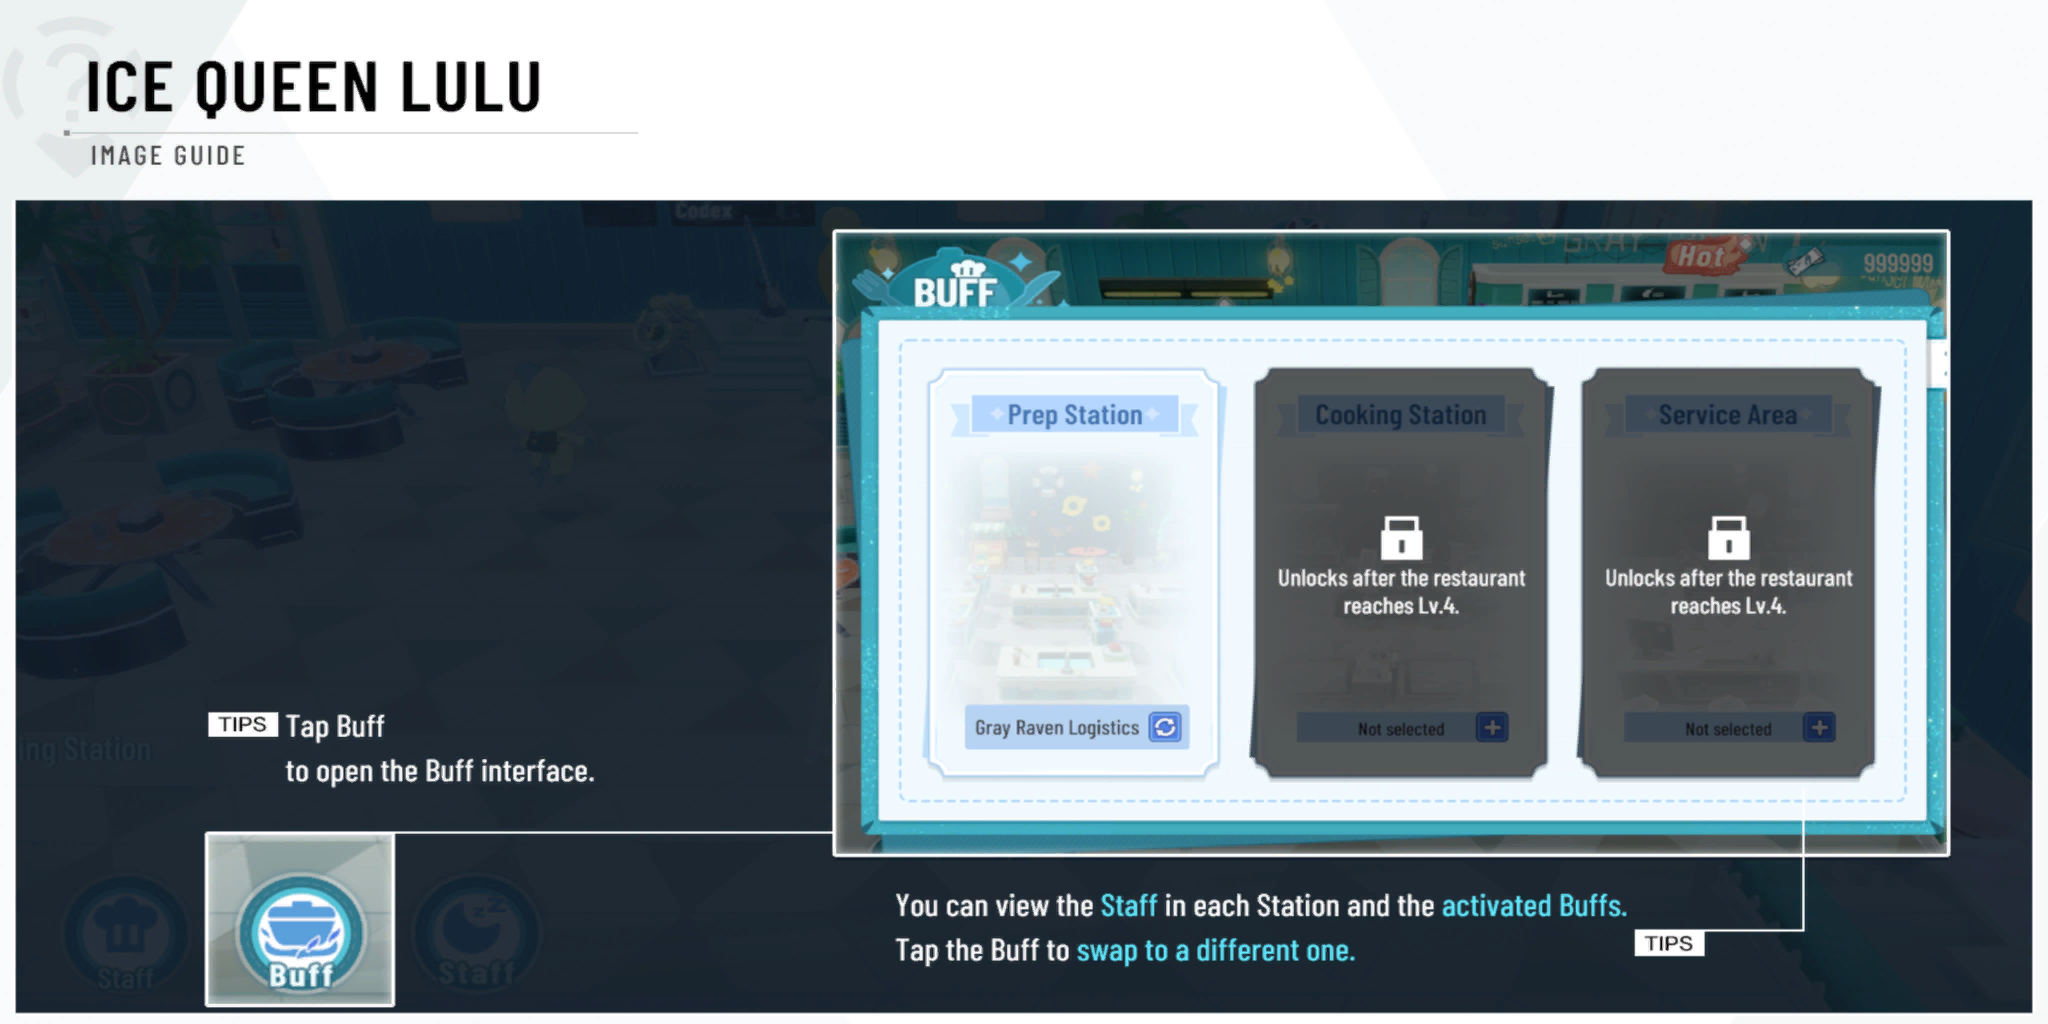 ICE QUEEN LULU
IMAGE GUIDE
Codex
BUFF
Hot
999999
Prep Station
Cooking Station
Service Area
Unlocks after the restaurant
reaches Lv.4.
Unlocks after the restaurant
reaches Lv.4.
Gray Raven Logistics
Not selected
Not selected
TIPS Tap Buff
to open the Buff interface.
ing Station
Staff
Buff
Staff
You can view the Staff in each Station and the activated Buffs.
Tap the Buff to swap to a different one.
TIPS